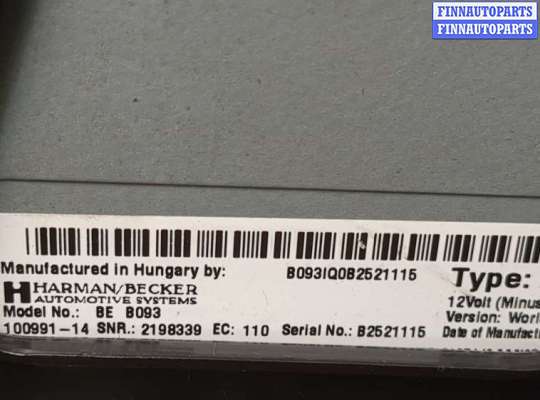 FINNAUTOPARTS
FINNAUTOPARTS
Manufactured in Hungary by: B093IQ0B2521115 Type:
HARMAN/BECKER
AUTOMOTIVE SYSTEMS
12Volt (Minus
Model No.: BE B093
Version: Worl
100991-14 SNR.: 2198339 EC: 110 Serial No.: B2521115 Date of Manufact